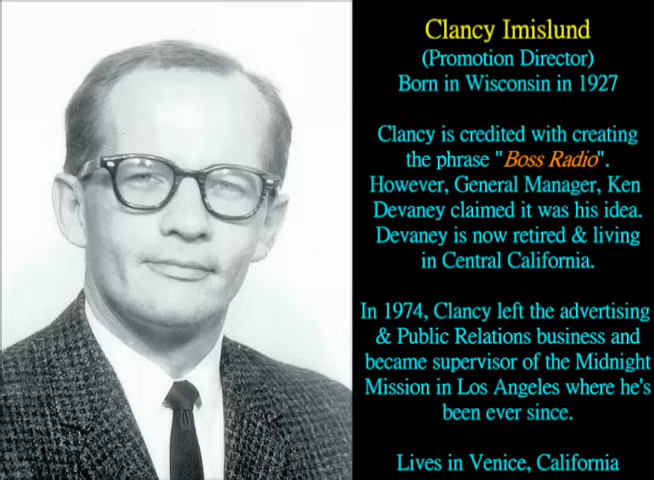 Clancy Imislund
(Promotion Director)
Born in Wisconsin in 1927
Clancy is credited with creating
the phrase "Boss Radio".
However, General Manager, Ken
Devaney claimed it was his idea.
Devaney is now retired & living
in Central California.
In 1974, Clancy left the advertising
& Public Relations business and
became supervisor of the Midnight
Mission in Los Angeles where he's
been ever since.
Lives in Venice, California